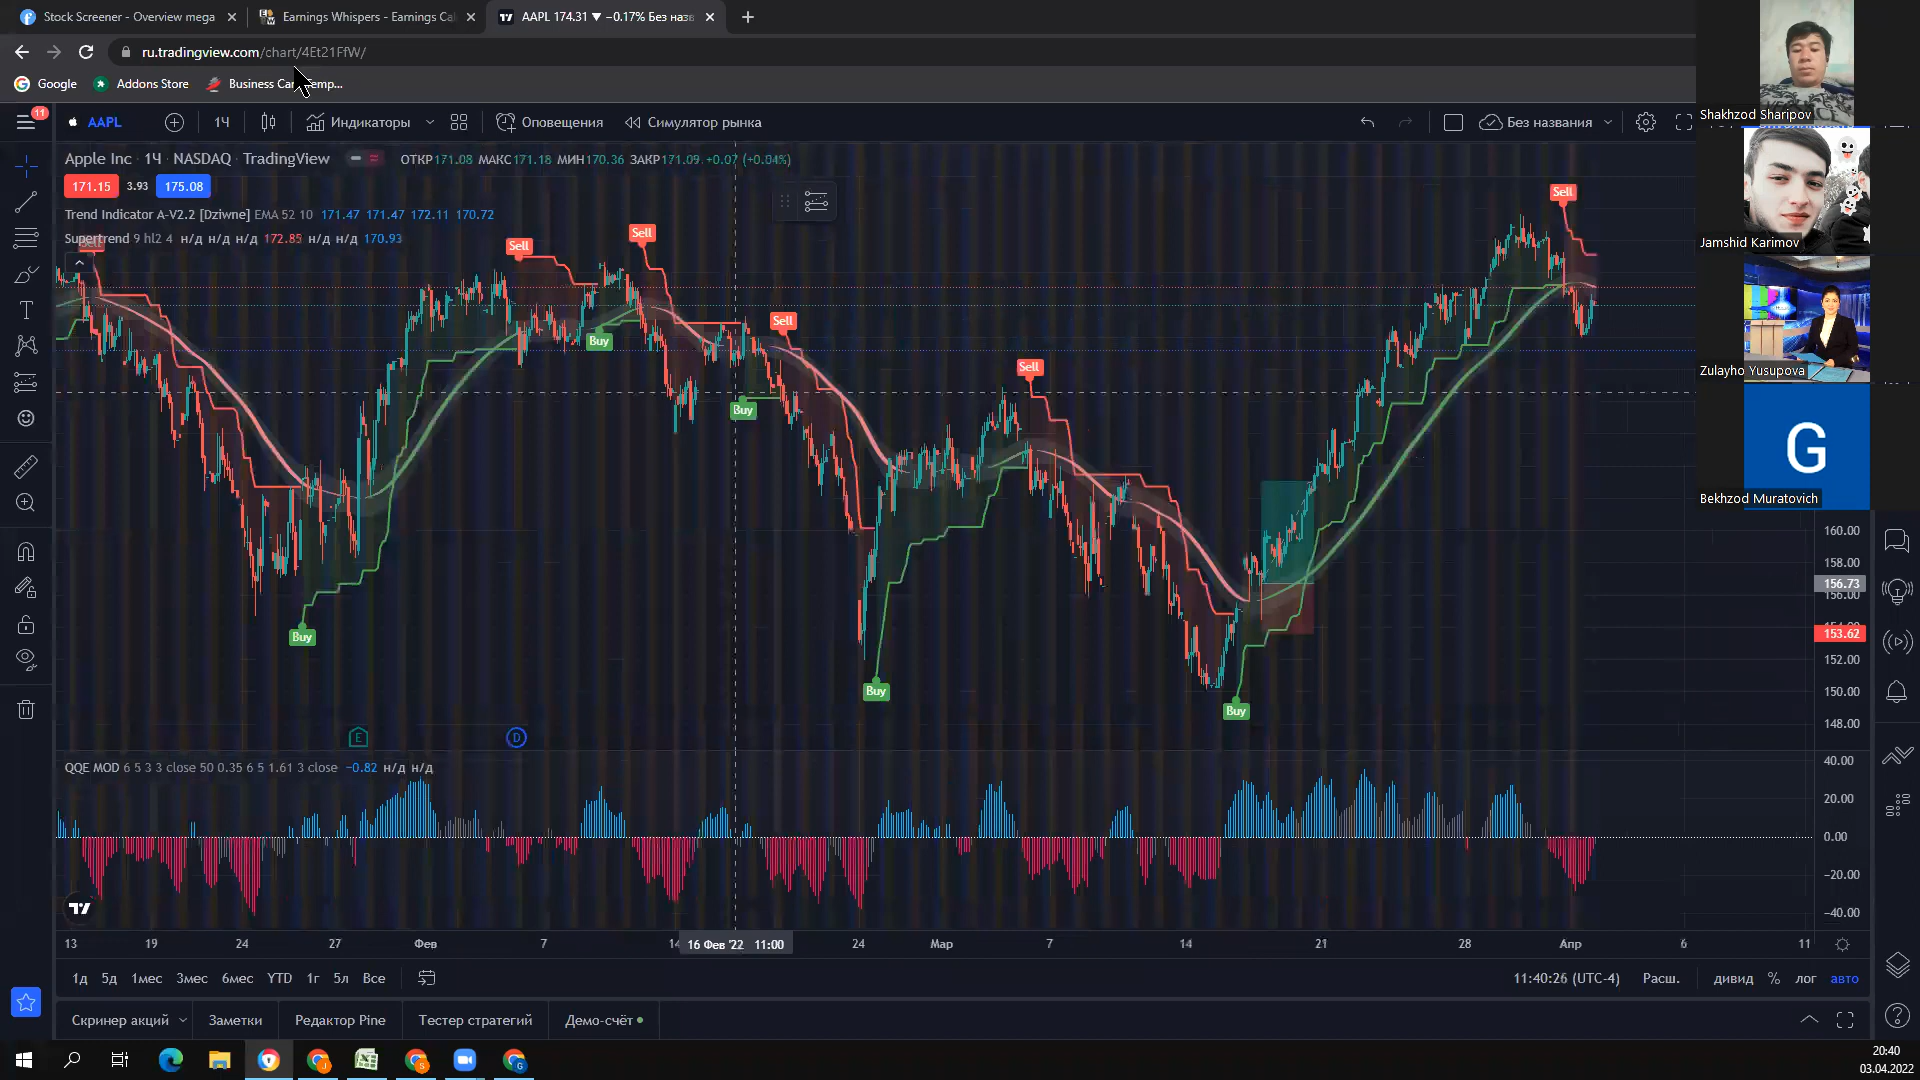 Stock Screener - Overview mega
Earnings Whispers - Earnings Cal
AAPL 174.31 ▼ −0.17% Без назв
ru.tradingview.com/chart/4Et21FfW/
Google
Addons Store
Business Car
emp...
11
AAPL
1Ч
Индикаторы
Оповещения
Симулятор рынка
Без названия
Apple Inc · 1Ч · NASDAQ · TradingView
ОТКР171.08 МАКС171.18 МИН170.36 ЗАКР171.09 +0.07 (+0.04%)
171.15 3.93 175.08
Trend Indicator A-V2.2 [Dziwne] EMA 52 10 171.47 171.47 172.11 170.72
Supertrend 9 hl2 4 н/д н/д н/д 172.85 н/д н/д 170.93
Sell
Sell
Sell
Sell
Sell
Sell
Buy
Buy
Buy
Buy
Buy
E
D
Shakhzod Sharipov
Jamshid Karimov
Zulayho Yusupova
G
Bekhzod Muratovich
160.00
158.00
156.73
156.00
153.62
152.00
150.00
148.00
QQE MOD 6 5 3 3 close 50 0.35 6 5 1.61 3 close −0.82 н/д н/д
40.00
20.00
0.00
−20.00
−40.00
13 19 24 27 Фев 7 14 16 Фев '22 11:00 24 Мар 7 14 21 28 Апр 6 11
1д 5д 1мес 3мес 6мес YTD 1г 5л Все
11:40:26 (UTC-4) Расш. дивид % лог авто
Скринер акций Заметки Редактор Pine Тестер стратегий Демо-счёт
20:40
03.04.2022